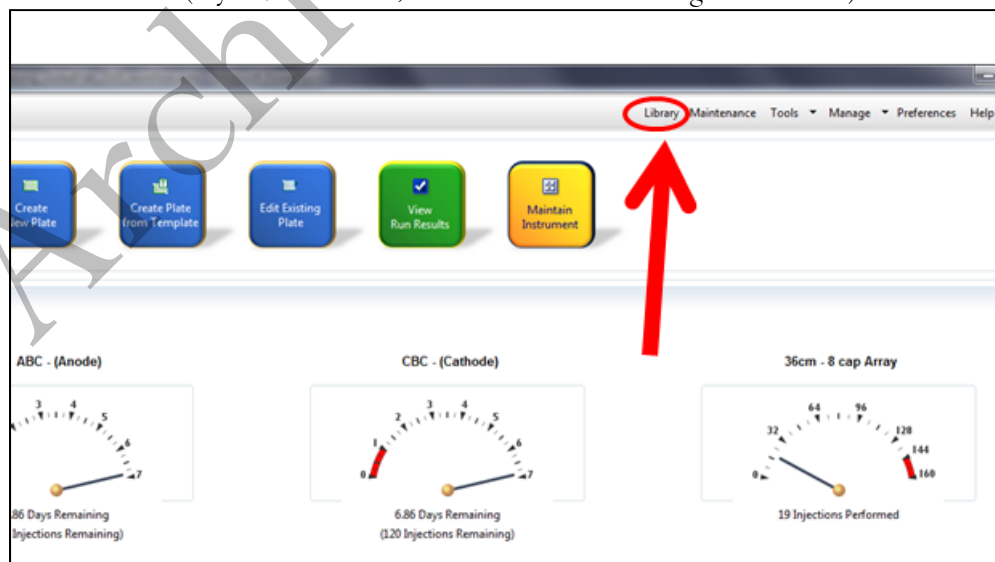 Library Maintenance Tools Manage Preferences Help
Create
New Plate
Create Plate
from Template
Edit Existing
Plate
View
Run Results
Maintain
Instrument
ABC - (Anode)
CBC - (Cathode)
36cm - 8 cap Array
3 4 5 6 7
0 1 2 3 4 5 6 7
0 32 64 96 128 144 160
.86 Days Remaining
Injections Remaining)
6.86 Days Remaining
(120 Injections Remaining)
19 Injections Performed
Archi